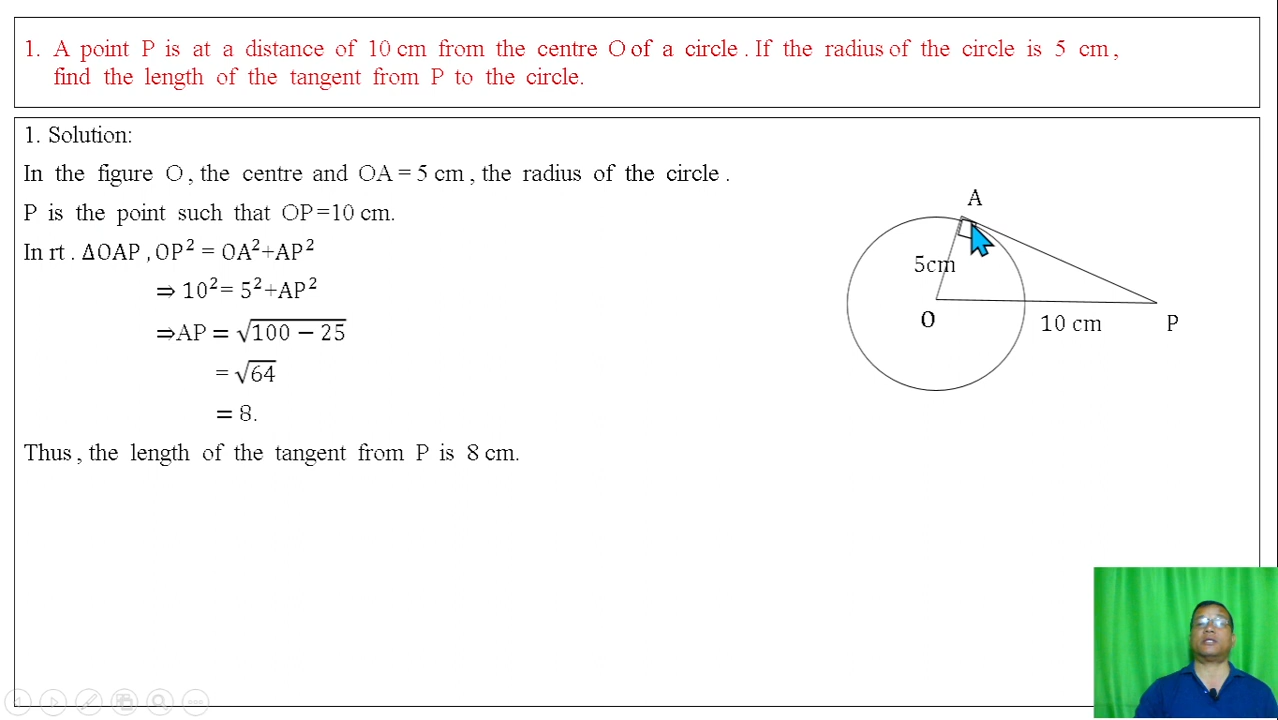 1. A point P is at a distance of 10 cm from the centre O of a circle. If the radius of the circle is 5 cm,
find the length of the tangent from P to the circle.
1. Solution:
In the figure O, the centre and OA = 5 cm, the radius of the circle.
P is the point such that OP=10 cm.
In rt. ΔOAP, OP² = OA²+AP²
⇒ 10²= 5²+AP²
⇒AP = √100 − 25
= √64
= 8.
Thus, the length of the tangent from P is 8 cm.
A
5cm
O
10 cm
P